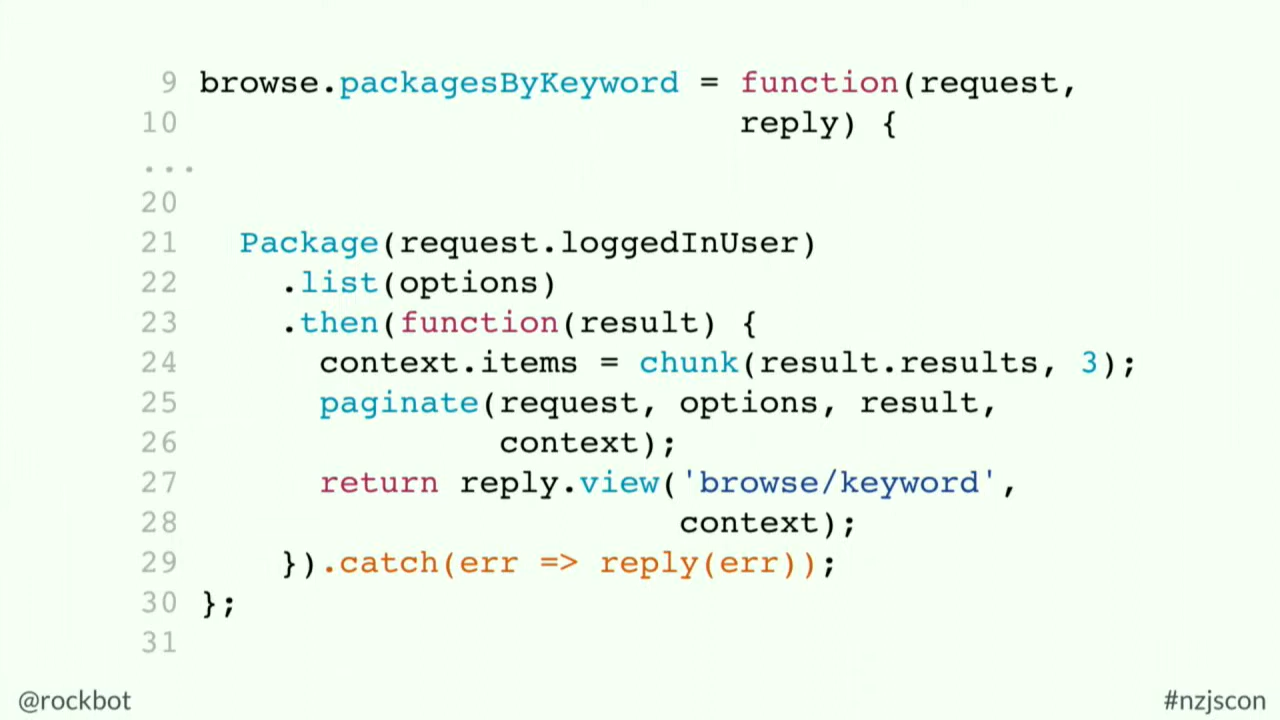 9 browse.packagesByKeyword = function(request,
10                            reply) {
...
20
21   Package(request.loggedInUser)
22     .list(options)
23     .then(function(result) {
24       context.items = chunk(result.results, 3);
25       paginate(request, options, result,
26                context);
27       return reply.view('browse/keyword',
28                         context);
29     }).catch(err => reply(err));
30 };
31
@rockbot
#nzjscon